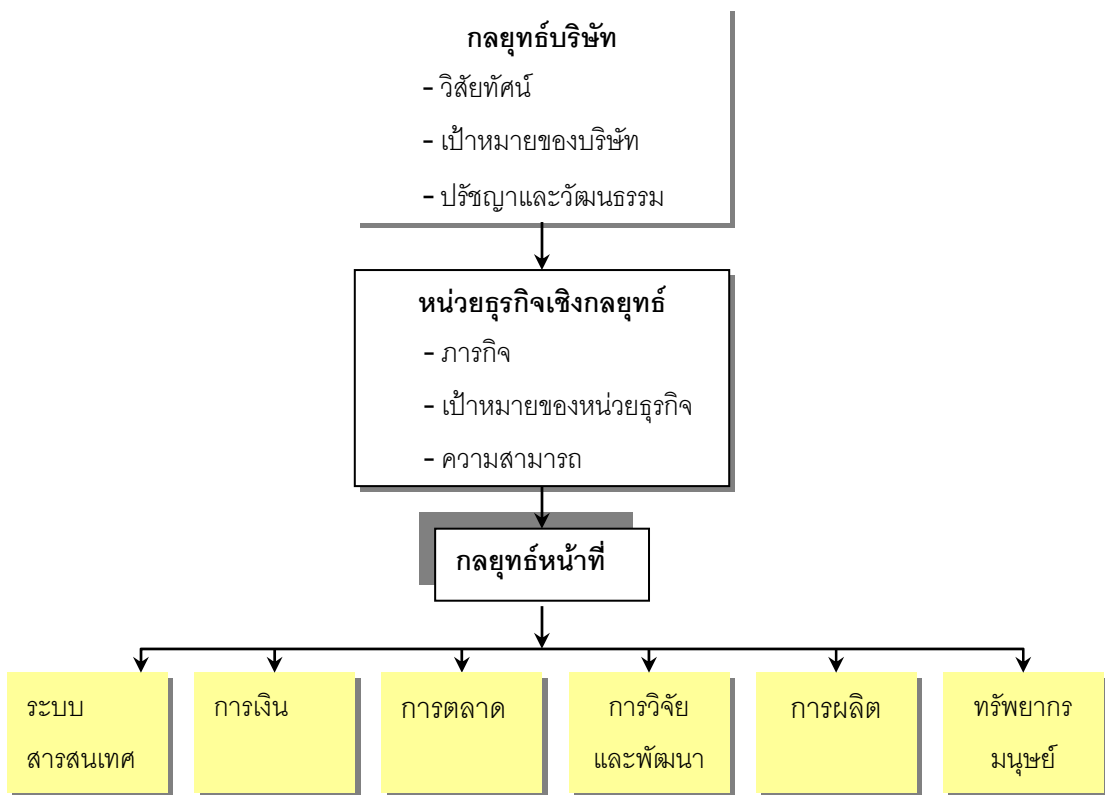 กลยุทธ์บริษัท
- วิสัยทัศน์
- เป้าหมายของบริษัท
- ปรัชญาและวัฒนธรรม
หน่วยธุรกิจเชิงกลยุทธ์
- ภารกิจ
- เป้าหมายของหน่วยธุรกิจ
- ความสามารถ
กลยุทธ์หน้าที่
ระบบ
สารสนเทศ
การเงิน
การตลาด
การวิจัย
และพัฒนา
การผลิต
ทรัพยากร
มนุษย์